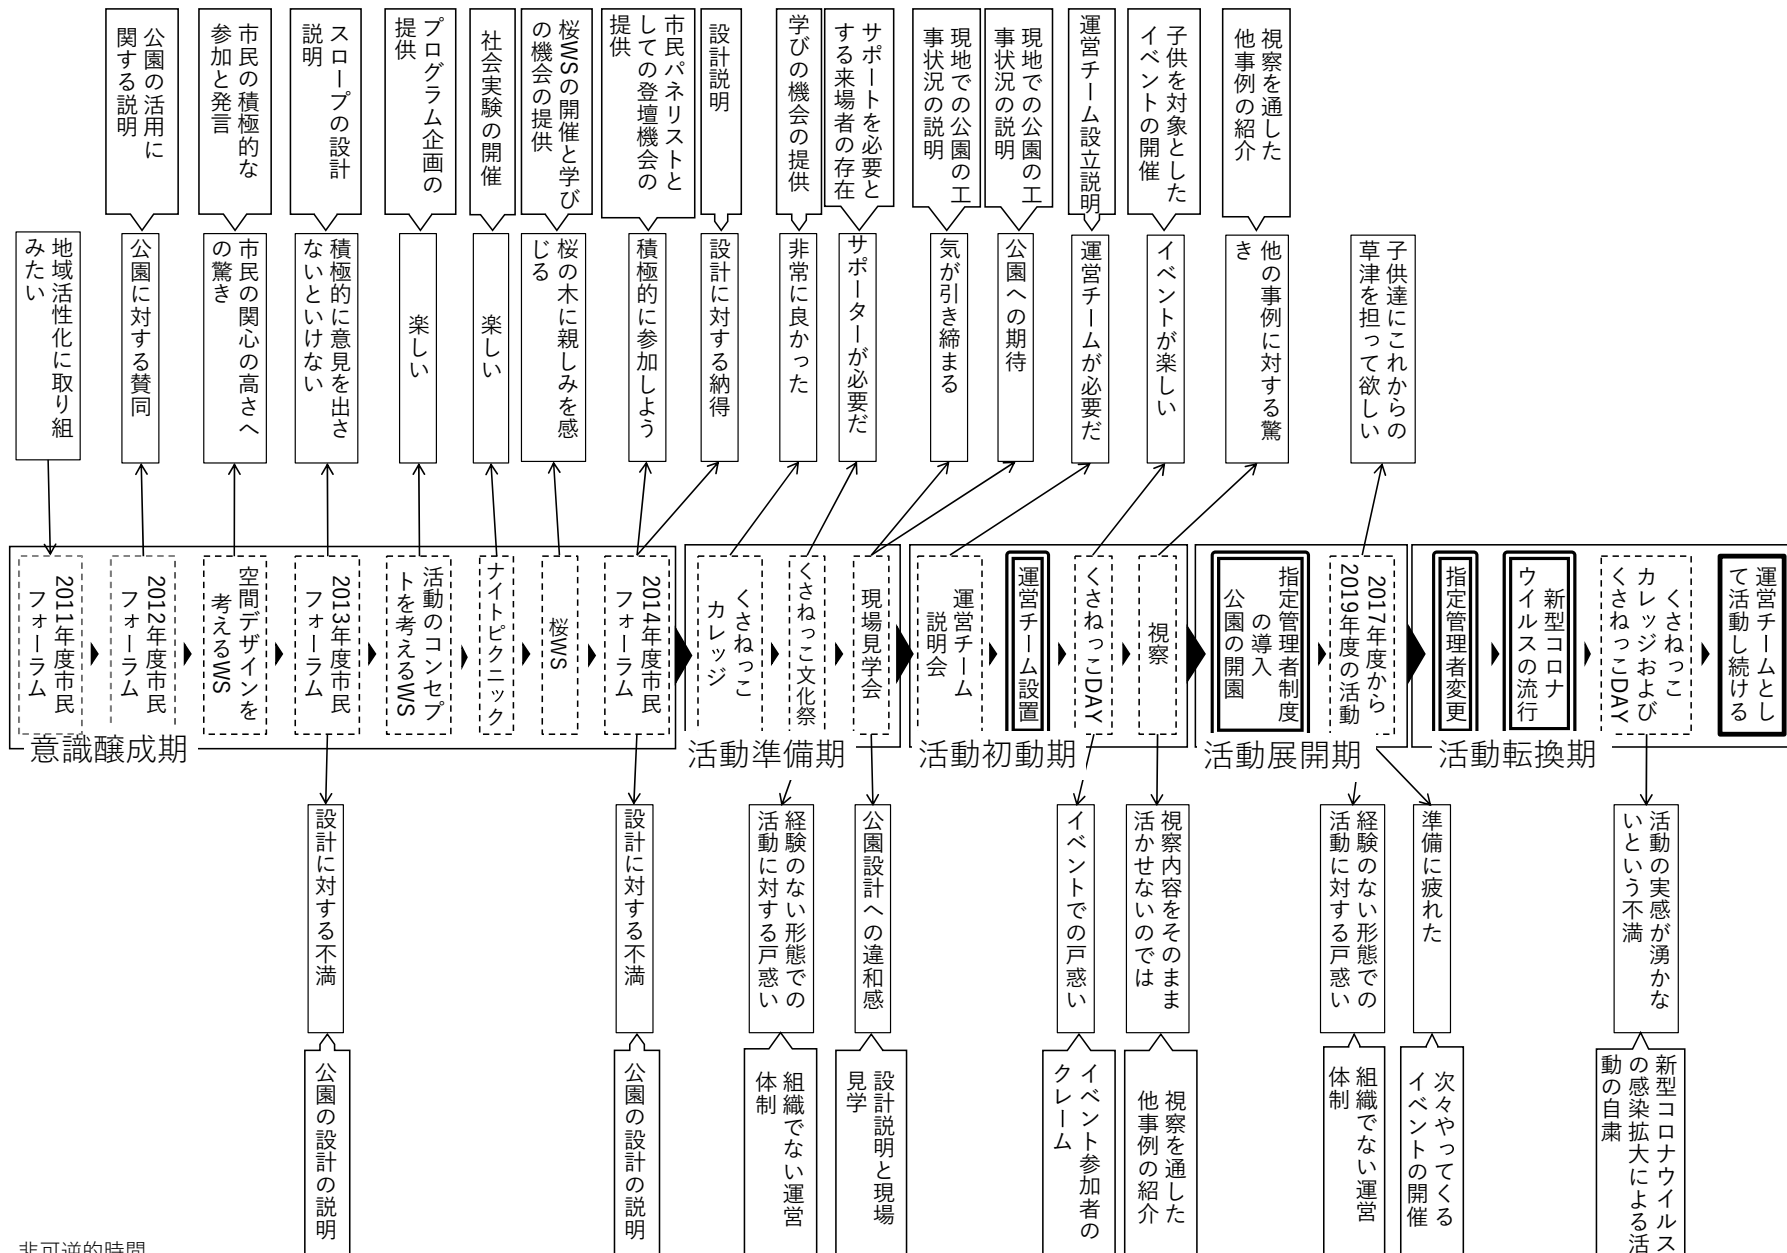 公園の活用に
関する説明
市民の積極的な
参加と発言
スロープの設計
説明
プログラム企画の
提供
社会実験の開催
桜WSの開催と学び
の機会の提供
市民パネリストと
しての登壇機会の
提供
設計説明
学びの機会の提供
サポートを必要と
する来場者の存在
現地での公園の工
事状況の説明
現地での公園の工
事状況の説明
運営チーム設立説明
子供を対象とした
イベントの開催
視察を通した
他事例の紹介
地域活性化に取り組
みたい
公園に対する賛同
市民の関心の高さへ
の驚き
積極的に意見を出さ
ないといけない
楽しい
楽しい
桜の木に親しみを感
じる
積極的に参加しよう
設計に対する納得
非常に良かった
サポーターが必要だ
気が引き締まる
公園への期待
運営チームが必要だ
イベントが楽しい
他の事例に対する驚
き
子供達にこれからの
草津を担って欲しい
2011年度市民
フォーラム
2012年度市民
フォーラム
空間デザインを
考えるWS
2013年度市民
フォーラム
活動のコンセプ
トを考えるWS
ナイトピクニック
桜WS
2014年度市民
フォーラム
くさねっこ
カレッジ
くさねっこ文化祭
現場見学会
運営チーム
説明会
運営チーム設置
くさねっこDAY
視察
指定管理者制度
の導入
公園の開園
2017年度から
2019年度の活動
指定管理者変更
新型コロナ
ウイルスの流行
くさねっこ
カレッジおよび
くさねっこDAY
運営チームとし
て活動し続ける
意識醸成期
活動準備期
活動初動期
活動展開期
活動転換期
設計に対する不満
設計に対する不満
経験のない形態での
活動に対する戸惑い
公園設計への違和感
イベントでの戸惑い
視察内容をそのまま
活かせないのでは
経験のない形態での
活動に対する戸惑い
準備に疲れた
活動の実感が湧かな
いという不満
公園の設計の説明
公園の設計の説明
組織でない運営
体制
設計説明と現場
見学
イベント参加者の
クレーム
視察を通した
他事例の紹介
組織でない運営
体制
次々やってくる
イベントの開催
新型コロナウイルス
の感染拡大による活
動の自粛
非可逆的時間